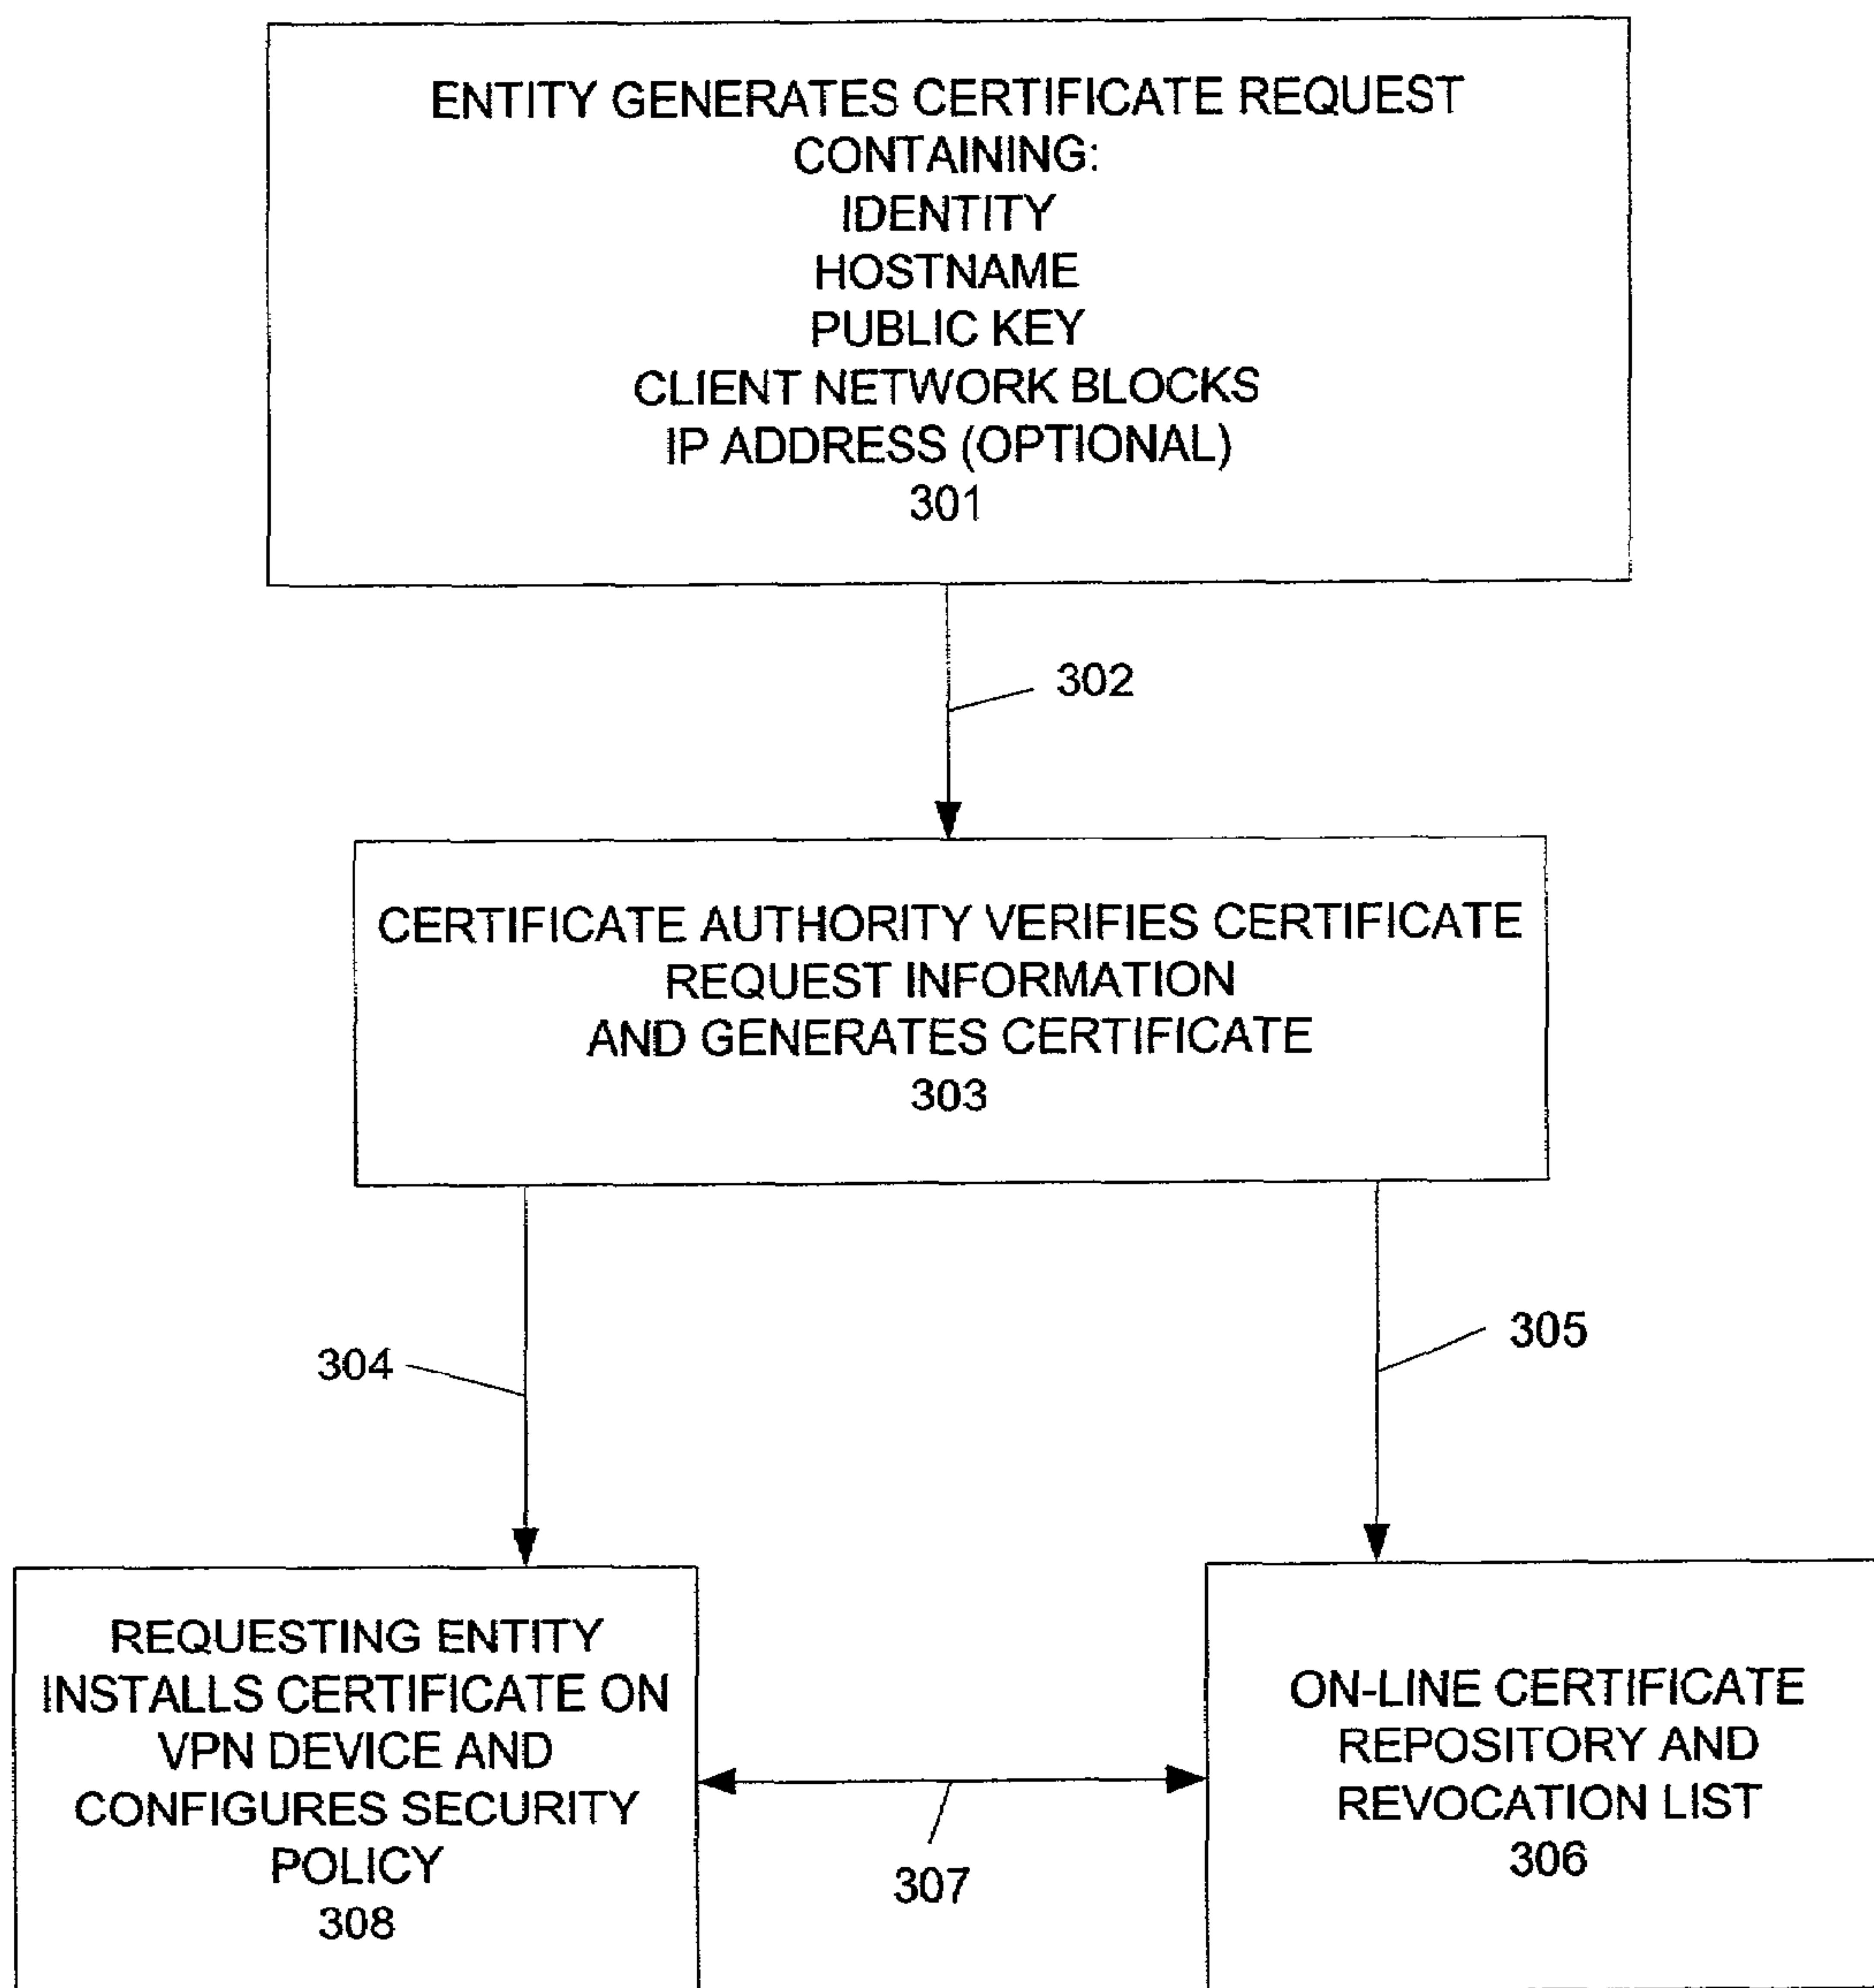 ENTITY GENERATES CERTIFICATE REQUEST
CONTAINING:
IDENTITY
HOSTNAME
PUBLIC KEY
CLIENT NETWORK BLOCKS
IP ADDRESS (OPTIONAL)
301
302
CERTIFICATE AUTHORITY VERIFIES CERTIFICATE
REQUEST INFORMATION
AND GENERATES CERTIFICATE
303
304
305
REQUESTING ENTITY
INSTALLS CERTIFICATE ON
VPN DEVICE AND
CONFIGURES SECURITY
POLICY
308
307
ON-LINE CERTIFICATE
REPOSITORY AND
REVOCATION LIST
306